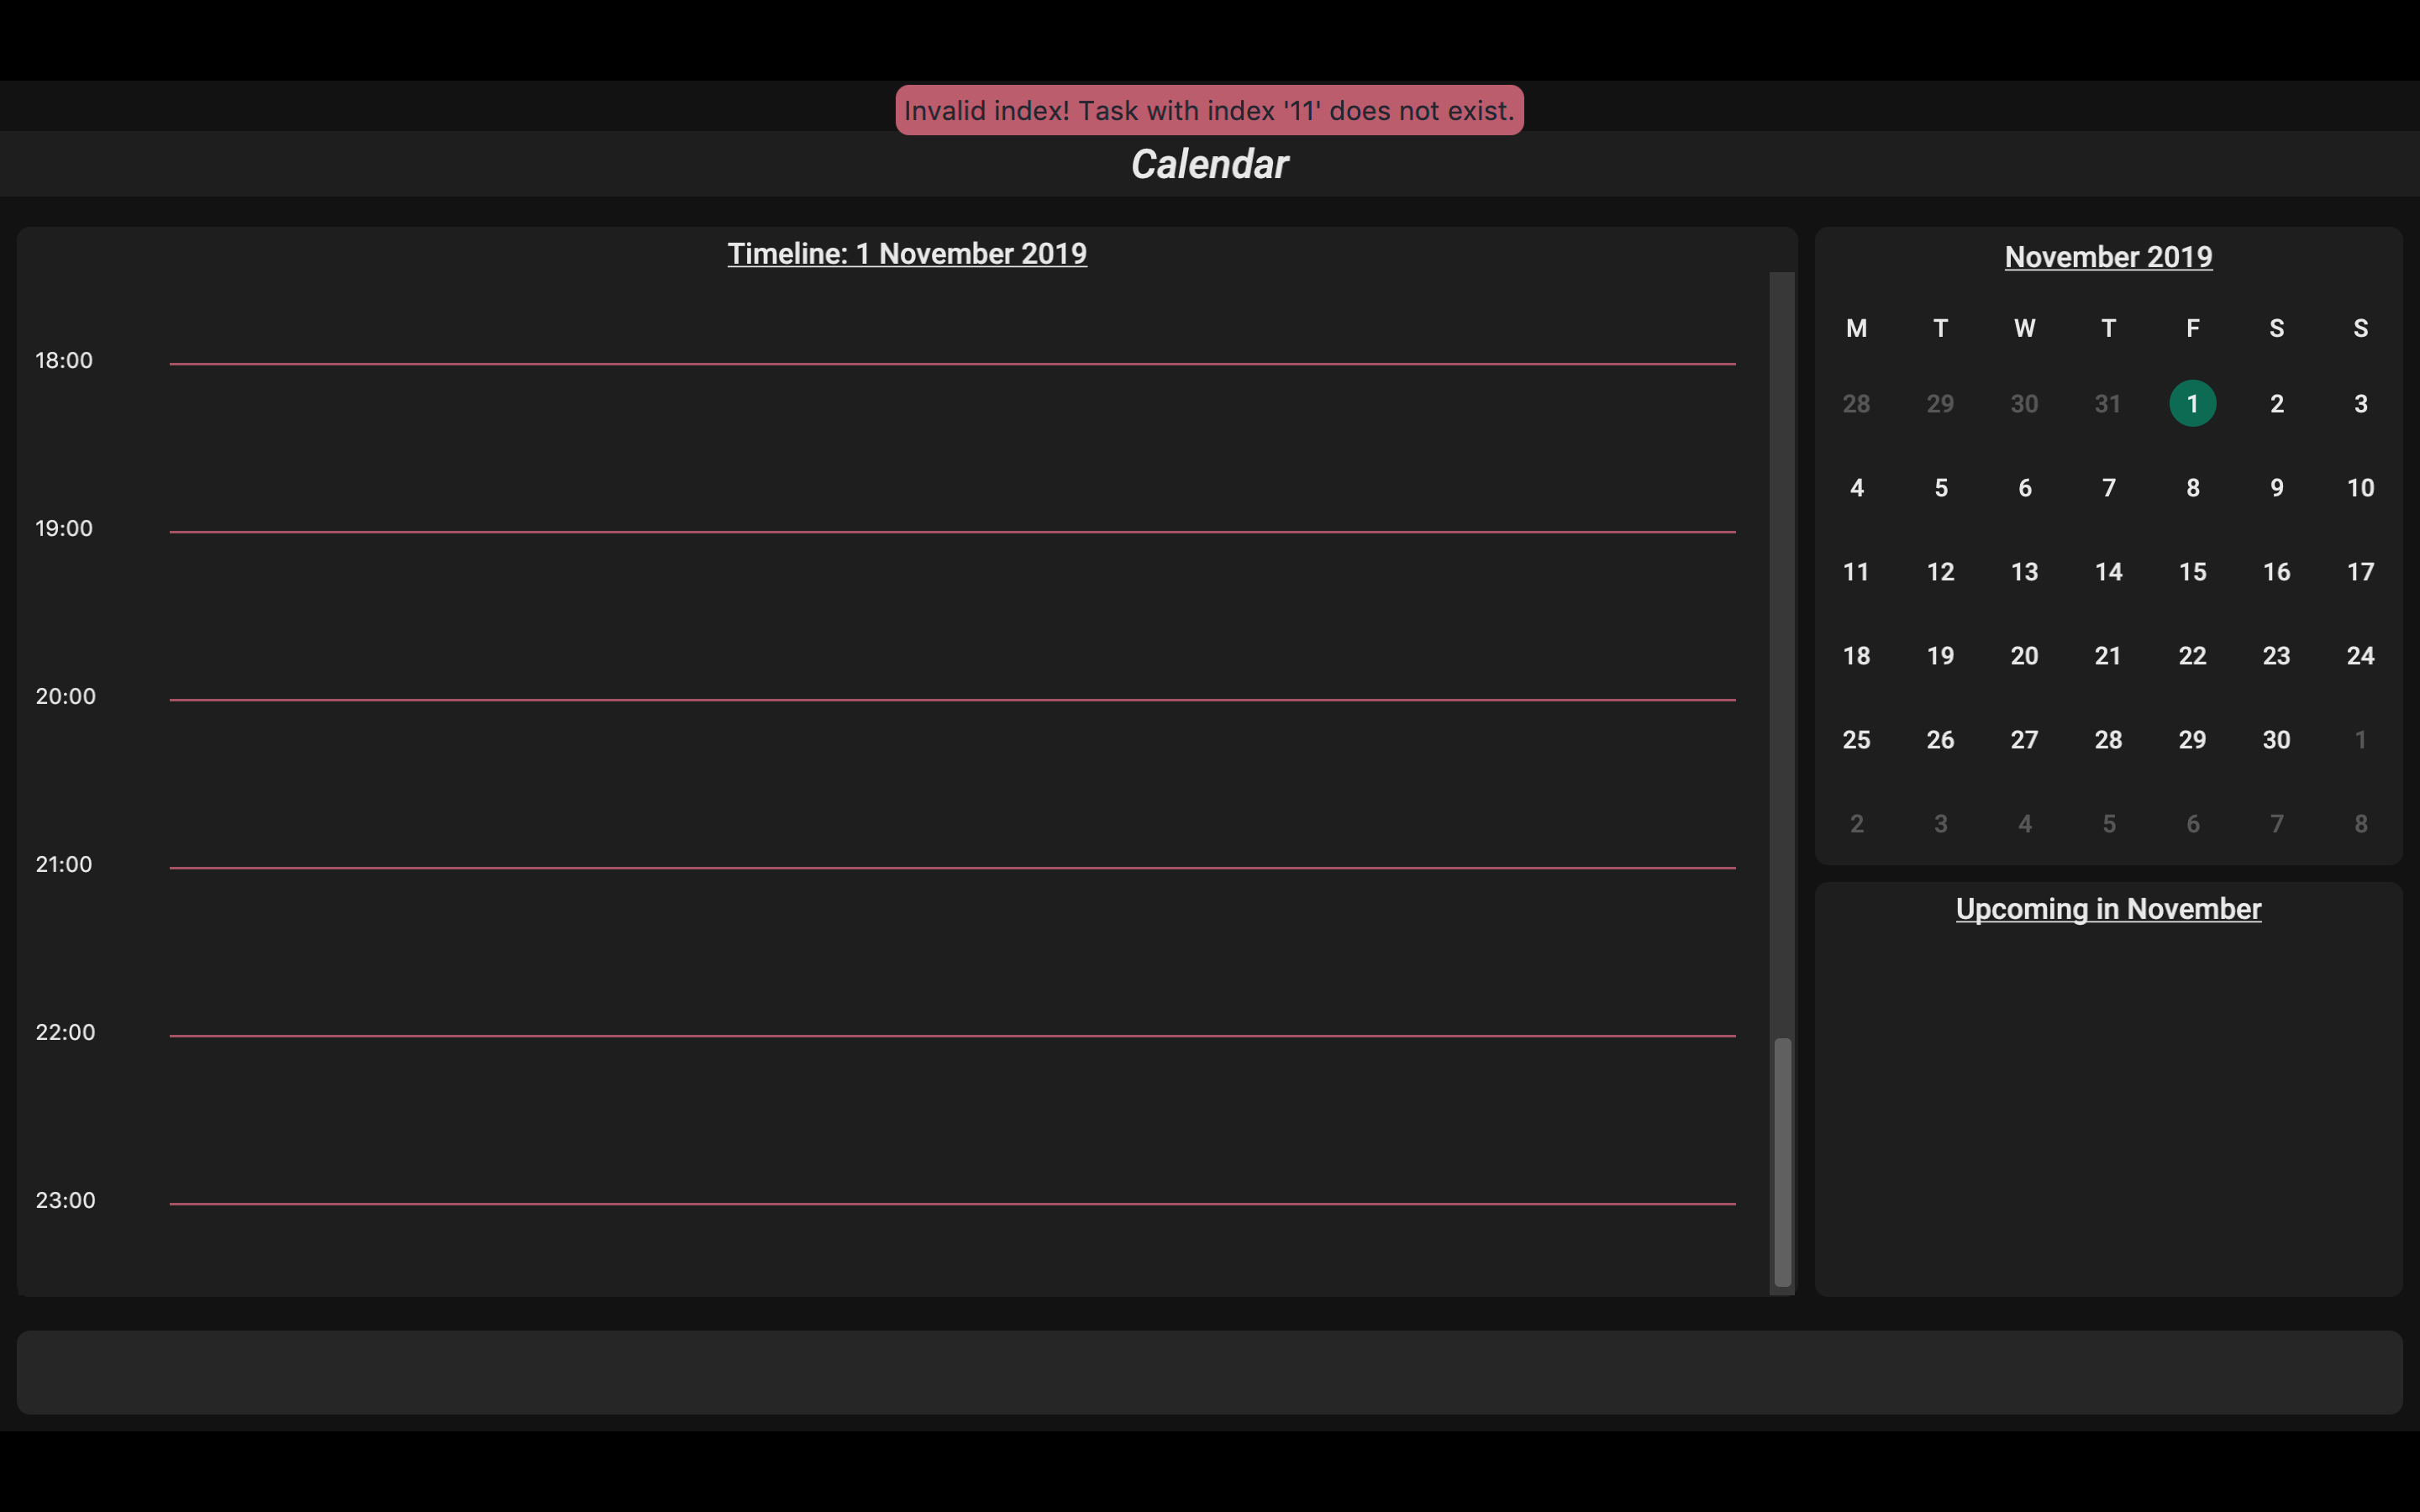 Invalid index! Task with index '11' does not exist.
Calendar
Timeline: 1 November 2019
18:00
19:00
20:00
21:00
22:00
23:00
November 2019
M T W T F S S
28 29 30 31 1 2 3
4 5 6 7 8 9 10
11 12 13 14 15 16 17
18 19 20 21 22 23 24
25 26 27 28 29 30 1
2 3 4 5 6 7 8
Upcoming in November